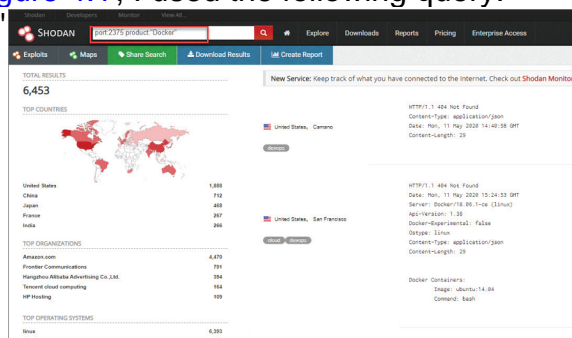 Figure 4.1, I used the following query:
Shodan Developers Monitor View All...
SHODAN port:2375 product:"Docker" Explore Downloads Reports Pricing Enterprise Access
Exploits Maps Share Search Download Results Create Report
TOTAL RESULTS
6,453
TOP COUNTRIES
United States
China 712
Japan 468
France 257
India 266
TOP ORGANIZATIONS
Amazon.com 4,470
Frontier Communications 791
Hangzhou Alibaba Advertising Co.,Ltd. 394
Tencent cloud computing 164
HP Hosting 109
TOP OPERATING SYSTEMS
linux 6,393
New Service: Keep track of what you have connected to the Internet. Check out Shodan Monitor
United States, Camano
devops
HTTP/1.1 404 Not Found
Content-Type: application/json
Date: Mon, 11 May 2020 14:40:58 GMT
Content-Length: 29
United States, San Francisco
cloud devops
HTTP/1.1 404 Not Found
Date: Mon, 11 May 2020 15:24:53 GMT
Server: Docker/18.06.1-ce (linux)
Api-Version: 1.38
Docker-Experimental: false
Ostype: linux
Content-Type: application/json
Content-Length: 29
Docker Containers:
Image: ubuntu:14.04
Command: bash